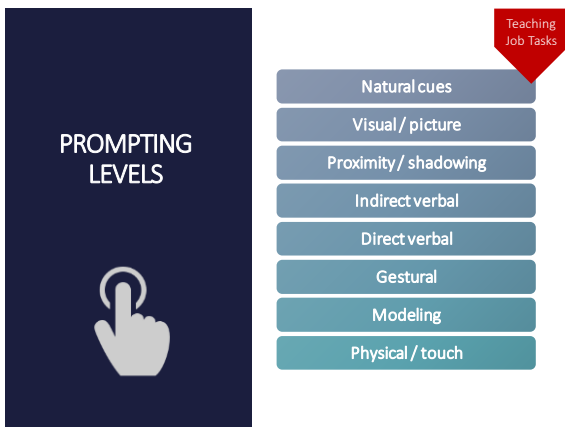 Teaching
Job Tasks
PROMPTING
LEVELS
Natural cues
Visual / picture
Proximity / shadowing
Indirect verbal
Direct verbal
Gestural
Modeling
Physical / touch